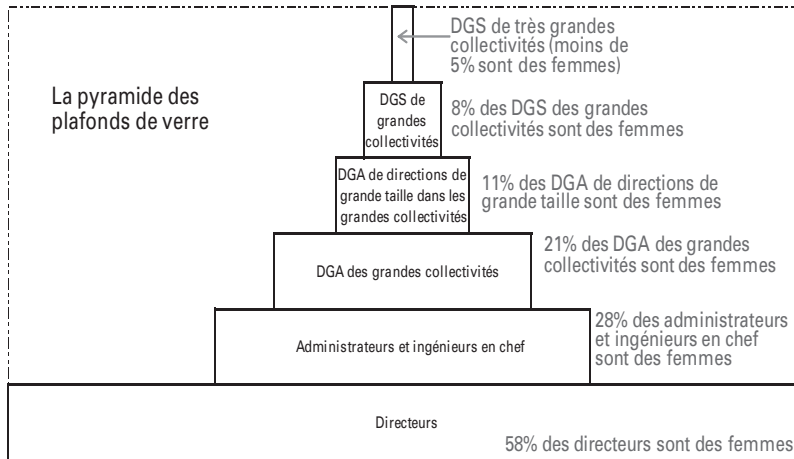 DGS de très grandes
collectivités (moins de
5% sont des femmes)
La pyramide des
plafonds de verre
DGS de
grandes
collectivités
8% des DGS des grandes
collectivités sont des femmes
DGA de directions de
grande taille dans les
grandes collectivités
11% des DGA de directions de
grande taille sont des femmes
DGA des grandes collectivités
21% des DGA des grandes
collectivités sont des femmes
Administrateurs et ingénieurs en chef
28% des administrateurs
et ingénieurs en chef
sont des femmes
Directeurs
58% des directeurs sont des femmes